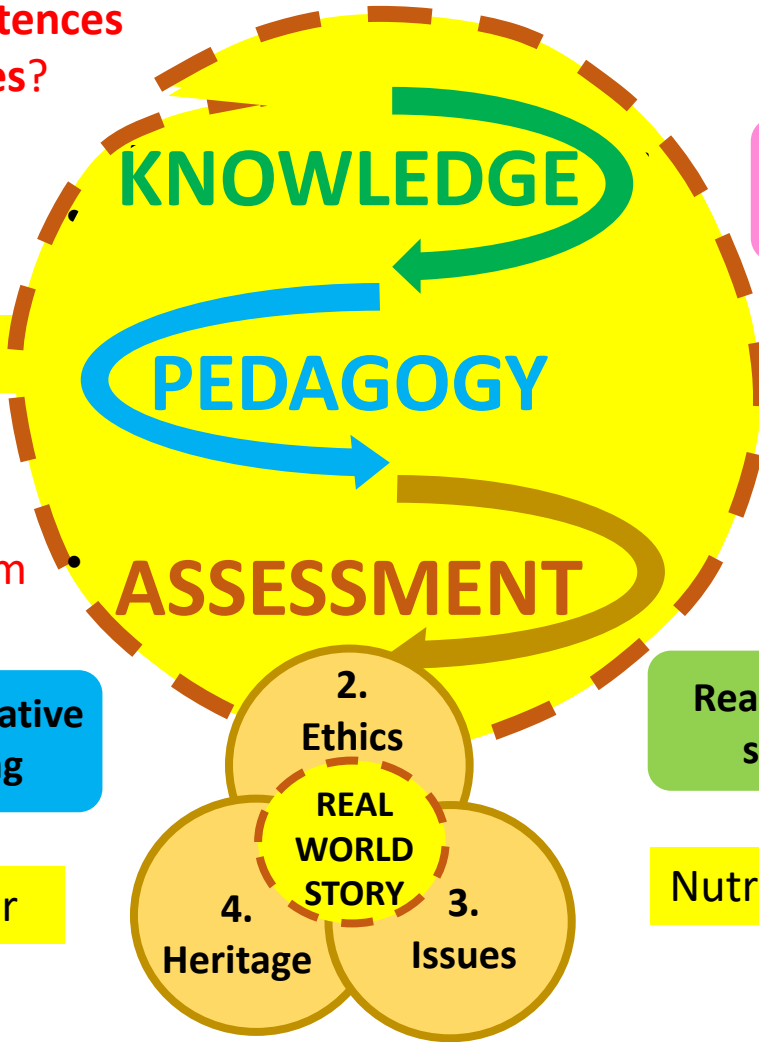 tences
es?
KNOWLEDGE
PEDAGOGY
m
ASSESSMENT
ative
g
Rea
s
2.
Ethics
REAL
WORLD
STORY
r
Nutr
4.
Heritage
3.
Issues